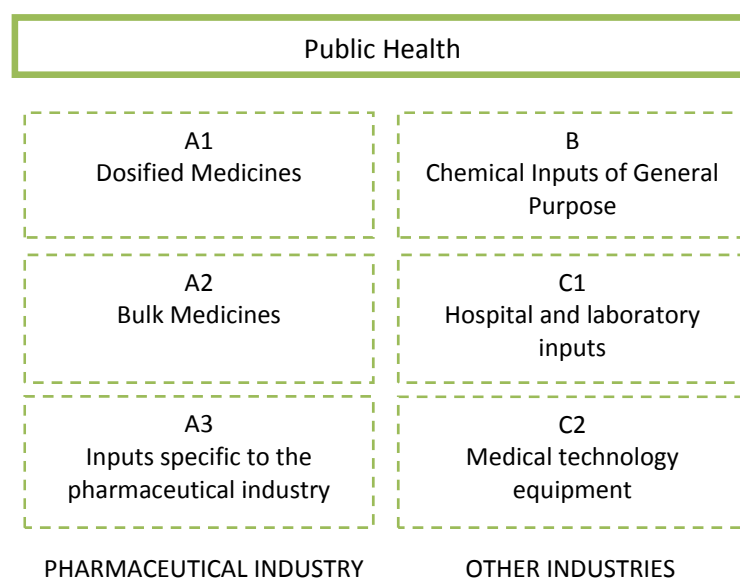 Public Health
A1
Dosified Medicines
B
Chemical Inputs of General
Purpose
A2
Bulk Medicines
C1
Hospital and laboratory
inputs
A3
Inputs specific to the
pharmaceutical industry
C2
Medical technology
equipment
PHARMACEUTICAL INDUSTRY
OTHER INDUSTRIES